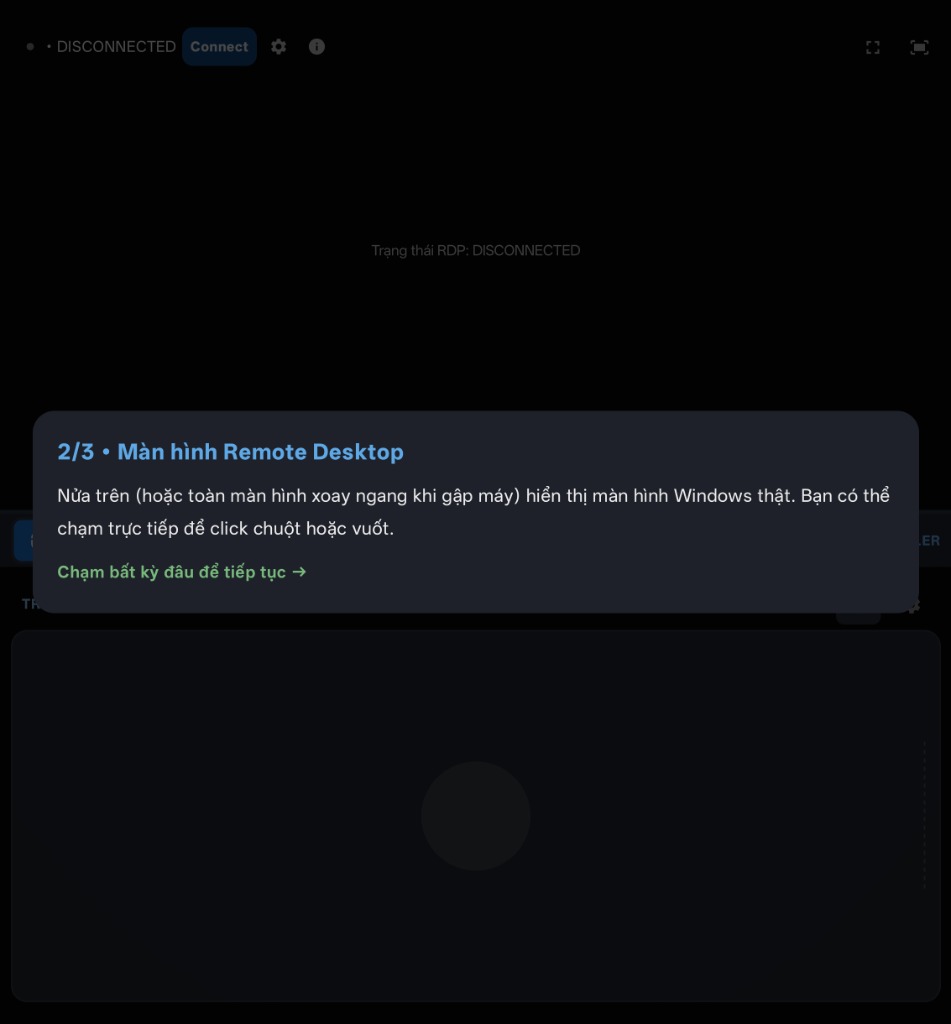 • DISCONNECTED Connect
Trạng thái RDP: DISCONNECTED
2/3 • Màn hình Remote Desktop
Nửa trên (hoặc toàn màn hình xoay ngang khi gập máy) hiển thị màn hình Windows thật. Bạn có thể
chạm trực tiếp để click chuột hoặc vuốt.
Chạm bất kỳ đâu để tiếp tục →